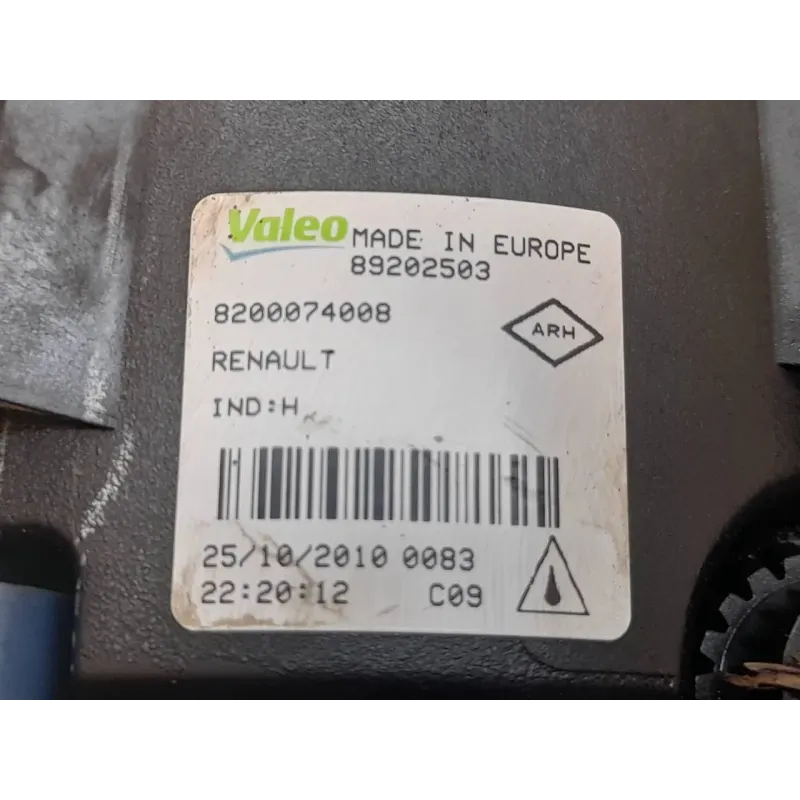 Valeo MADE IN EUROPE
89202503
8200074008
ARH
RENAULT
IND:H
25/10/2010 0083
22:20:12 C09